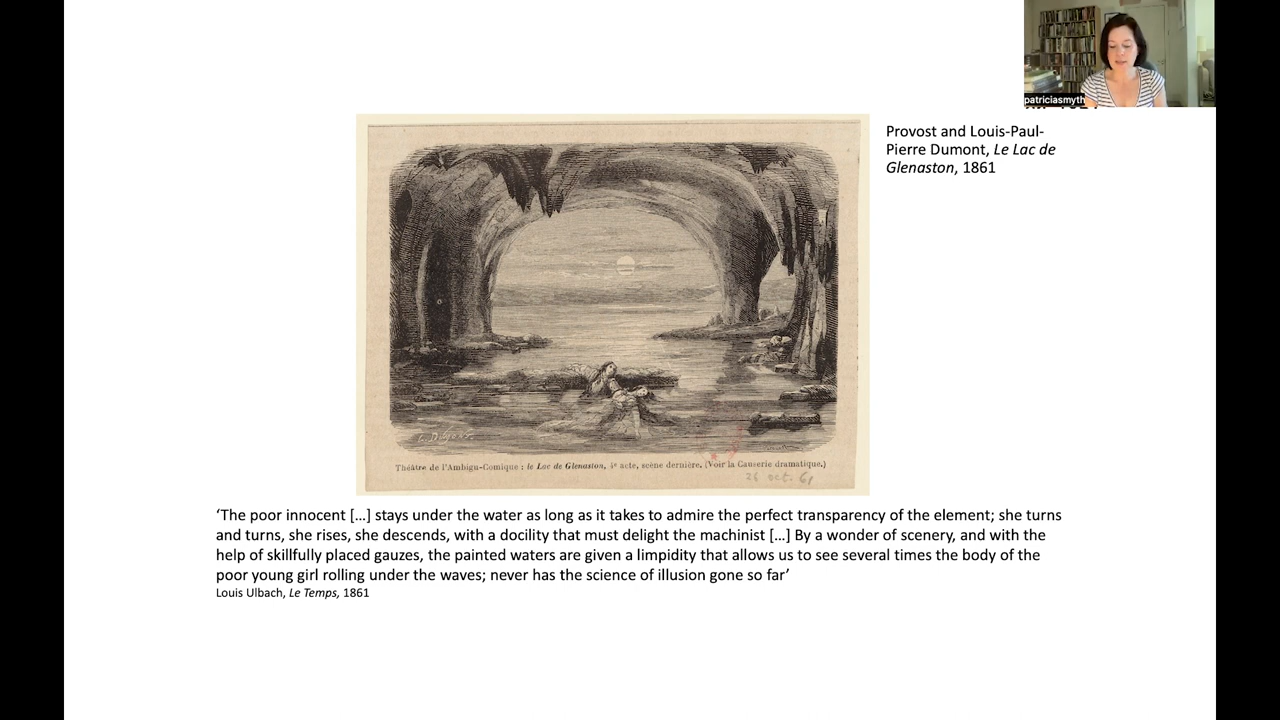 patriciasmyth
Provost and Louis-Paul-
Pierre Dumont, Le Lac de
Glenaston, 1861
L. Dumont
Théâtre de l'Ambigu-Comique : le Lac de Glenaston, 4e acte, scène dernière. (Voir la Causerie dramatique.)
26 oct. 61
‘The poor innocent […] stays under the water as long as it takes to admire the perfect transparency of the element; she turns
and turns, she rises, she descends, with a docility that must delight the machinist […] By a wonder of scenery, and with the
help of skillfully placed gauzes, the painted waters are given a limpidity that allows us to see several times the body of the
poor young girl rolling under the waves; never has the science of illusion gone so far’
Louis Ulbach, Le Temps, 1861